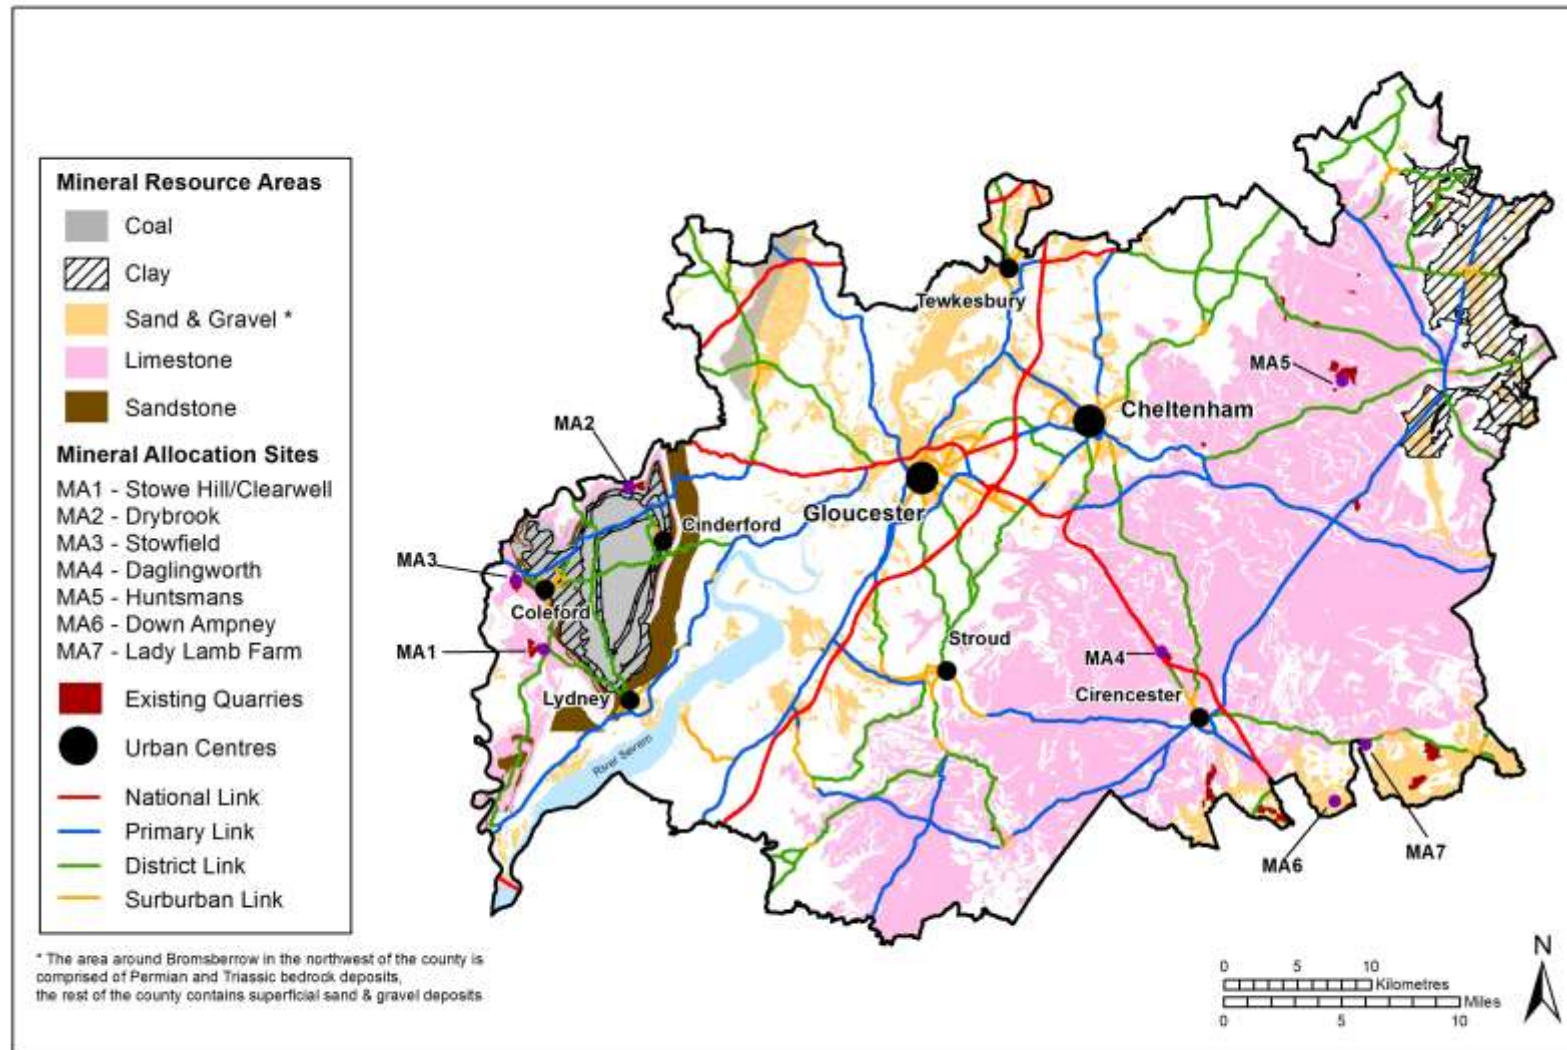 Mineral Resource Areas
Coal
Clay
Sand & Gravel *
Limestone
Sandstone
Mineral Allocation Sites
MA1 - Stowe Hill/Clearwell
MA2 - Drybrook
MA3 - Stowfield
MA4 - Daglingworth
MA5 - Huntsmans
MA6 - Down Ampney
MA7 - Lady Lamb Farm
Existing Quarries
Urban Centres
National Link
Primary Link
District Link
Surburban Link
* The area around Bromsberrow in the northwest of the county is
comprised of Permian and Triassic bedrock deposits,
the rest of the county contains superficial sand & gravel deposits
Tewkesbury
MA5
Cheltenham
MA2
Gloucester
Cinderford
MA3
Coleford
Stroud
MA1
MA4
Lydney
Cirencester
River Severn
MA7
MA6
N
0 5 10
Kilometres
Miles
0 5 10